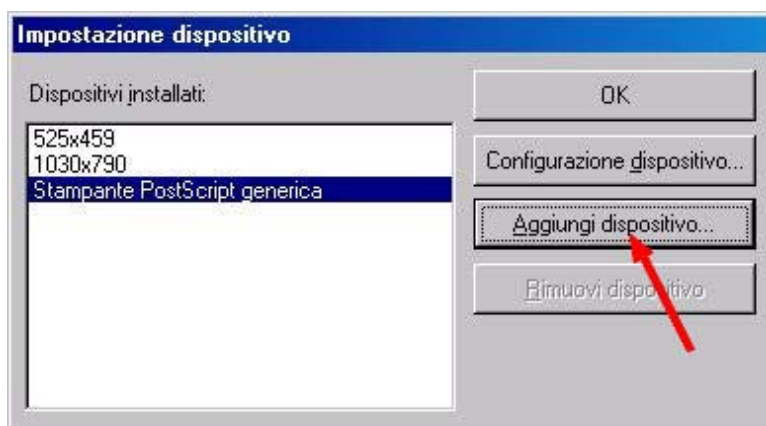 Impostazione dispositivo
Dispositivi installati:
525x459
1030x790
Stampante PostScript generica
OK
Configurazione dispositivo...
Aggiungi dispositivo...
Rimuovi dispositivo